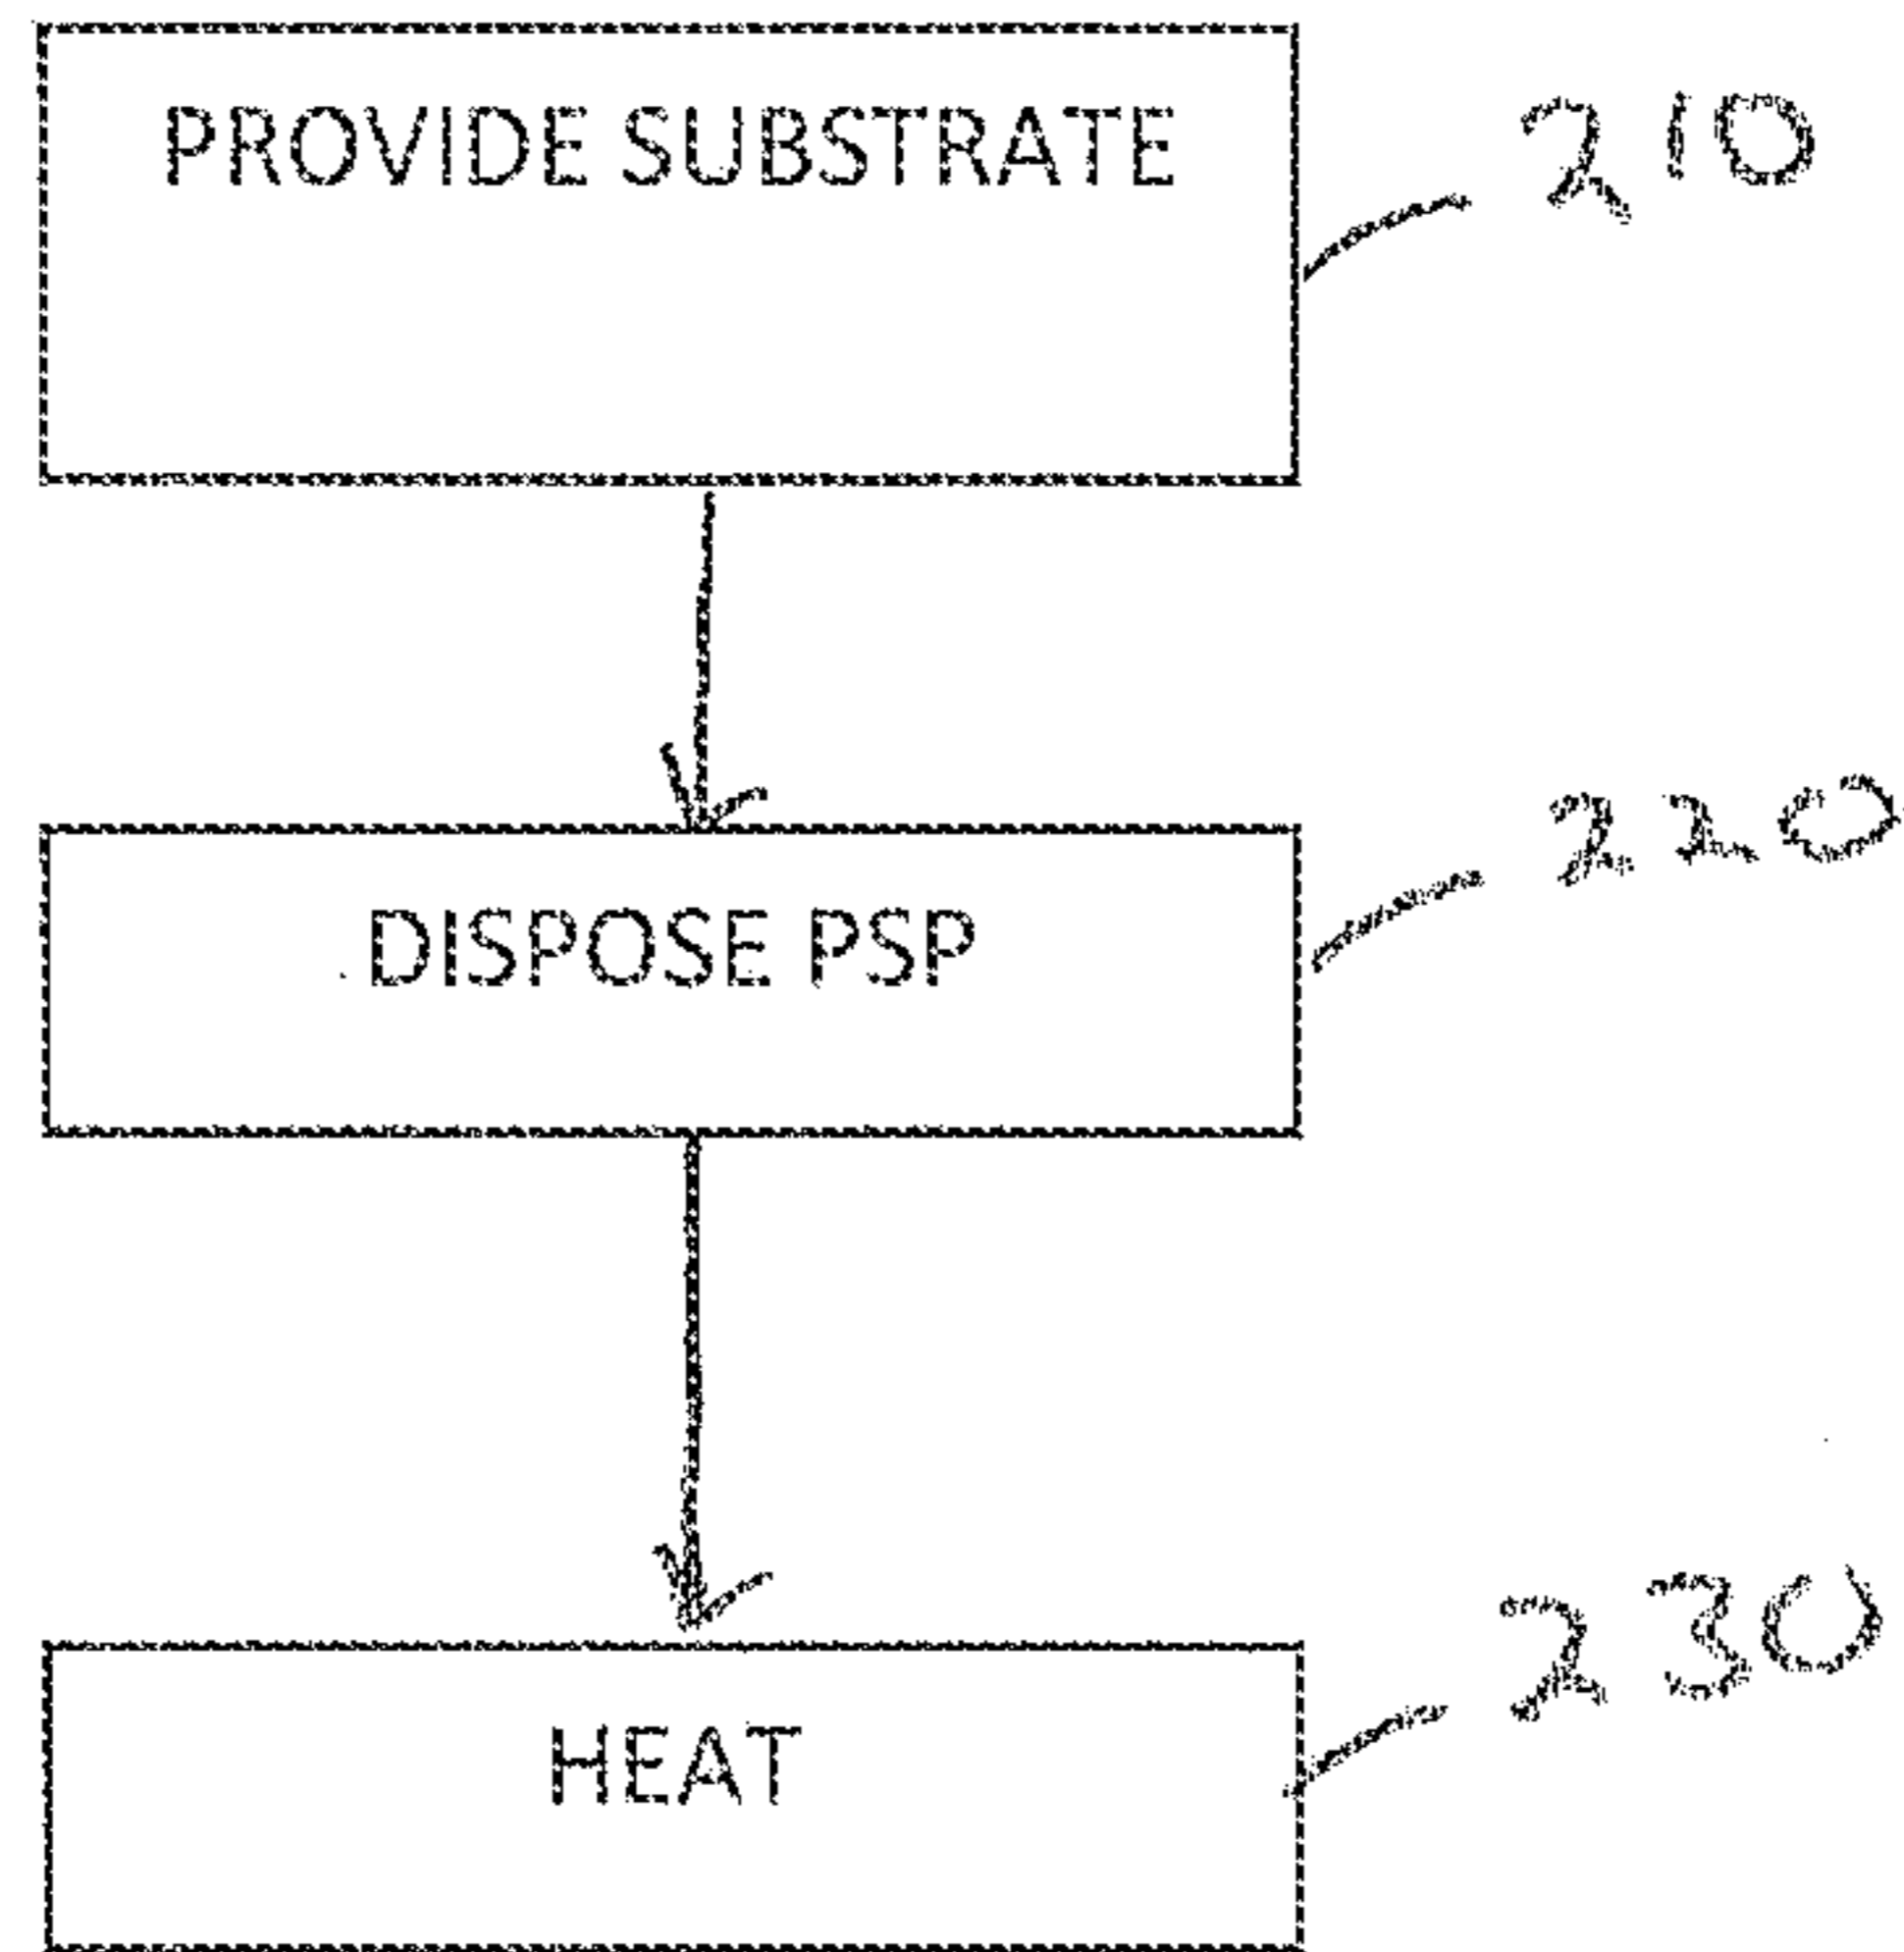 PROVIDE SUBSTRATE
210
DISPOSE PSP
220
HEAT
230